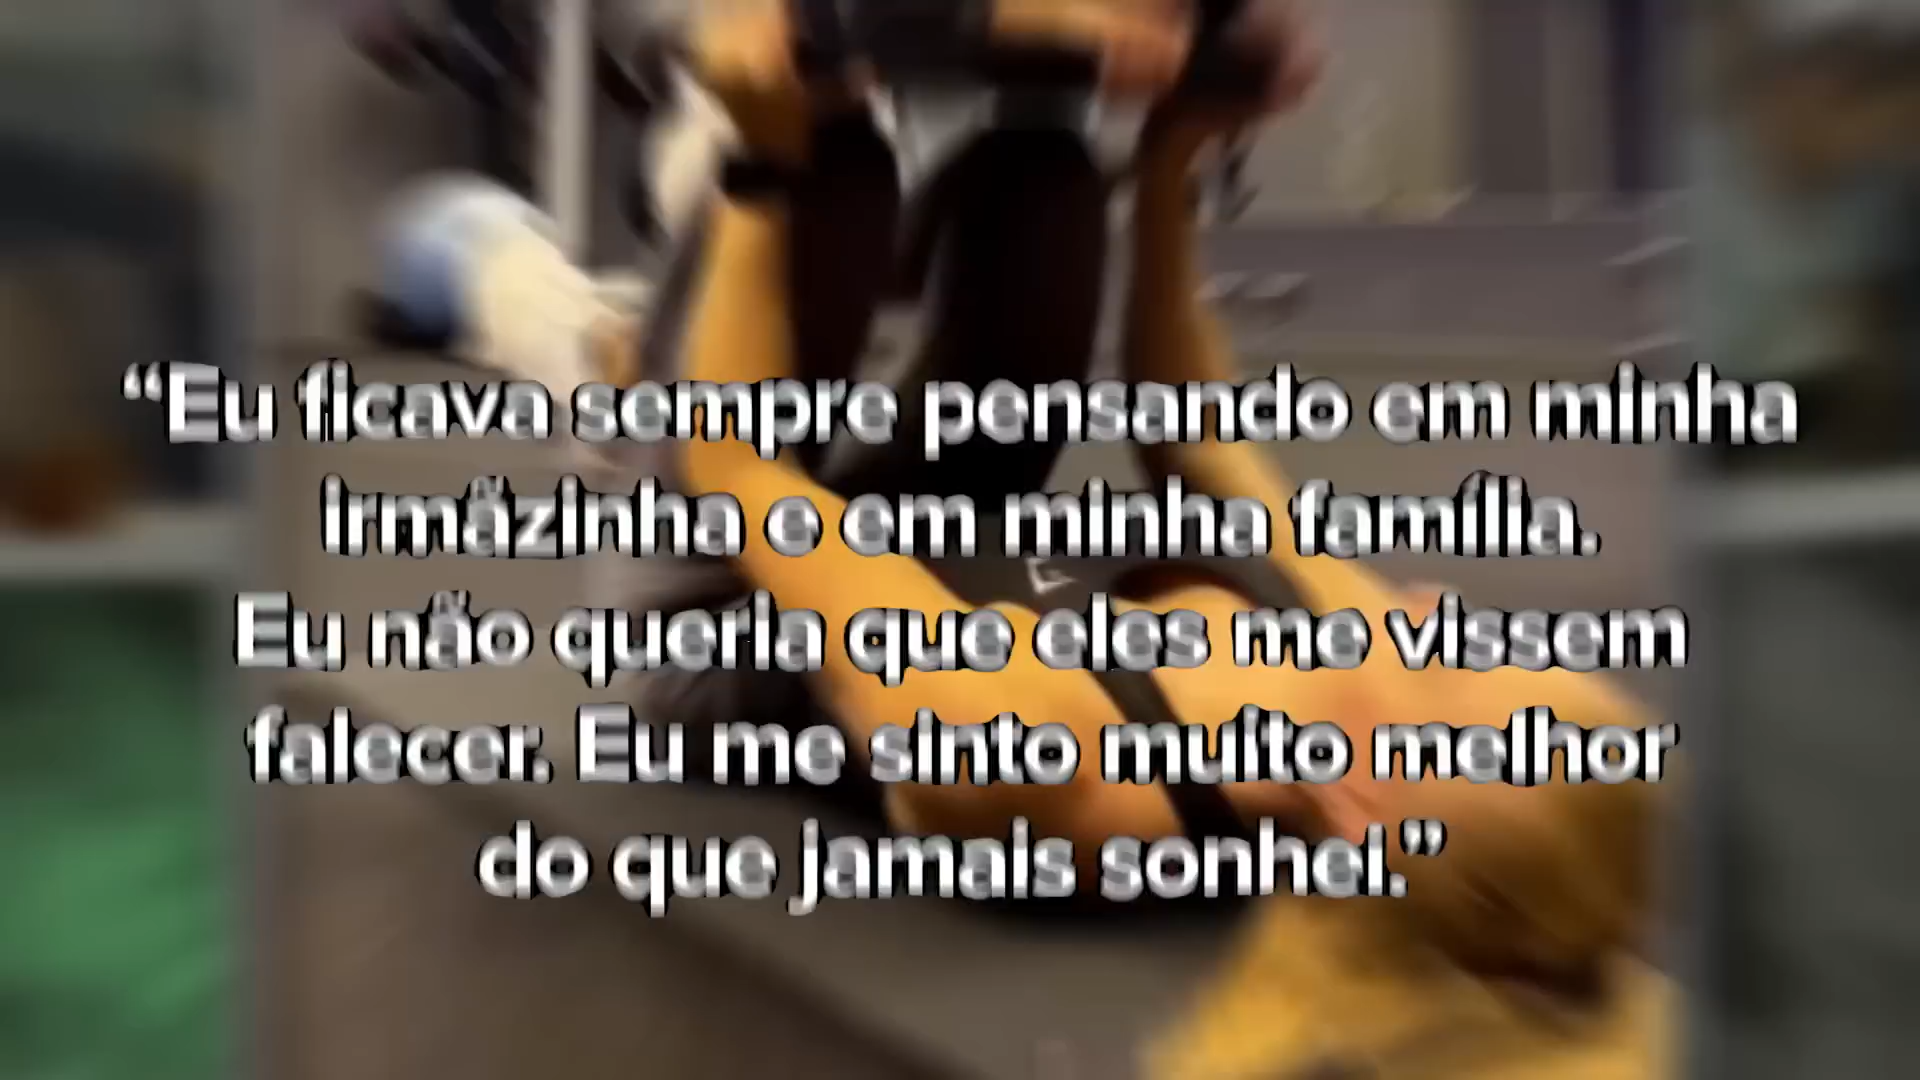 “Eu ficava sempre pensando em minha
irmãzinha e em minha família.
Eu não queria que eles me vissem
falecer. Eu me sinto muito melhor
do que jamais sonhei.”